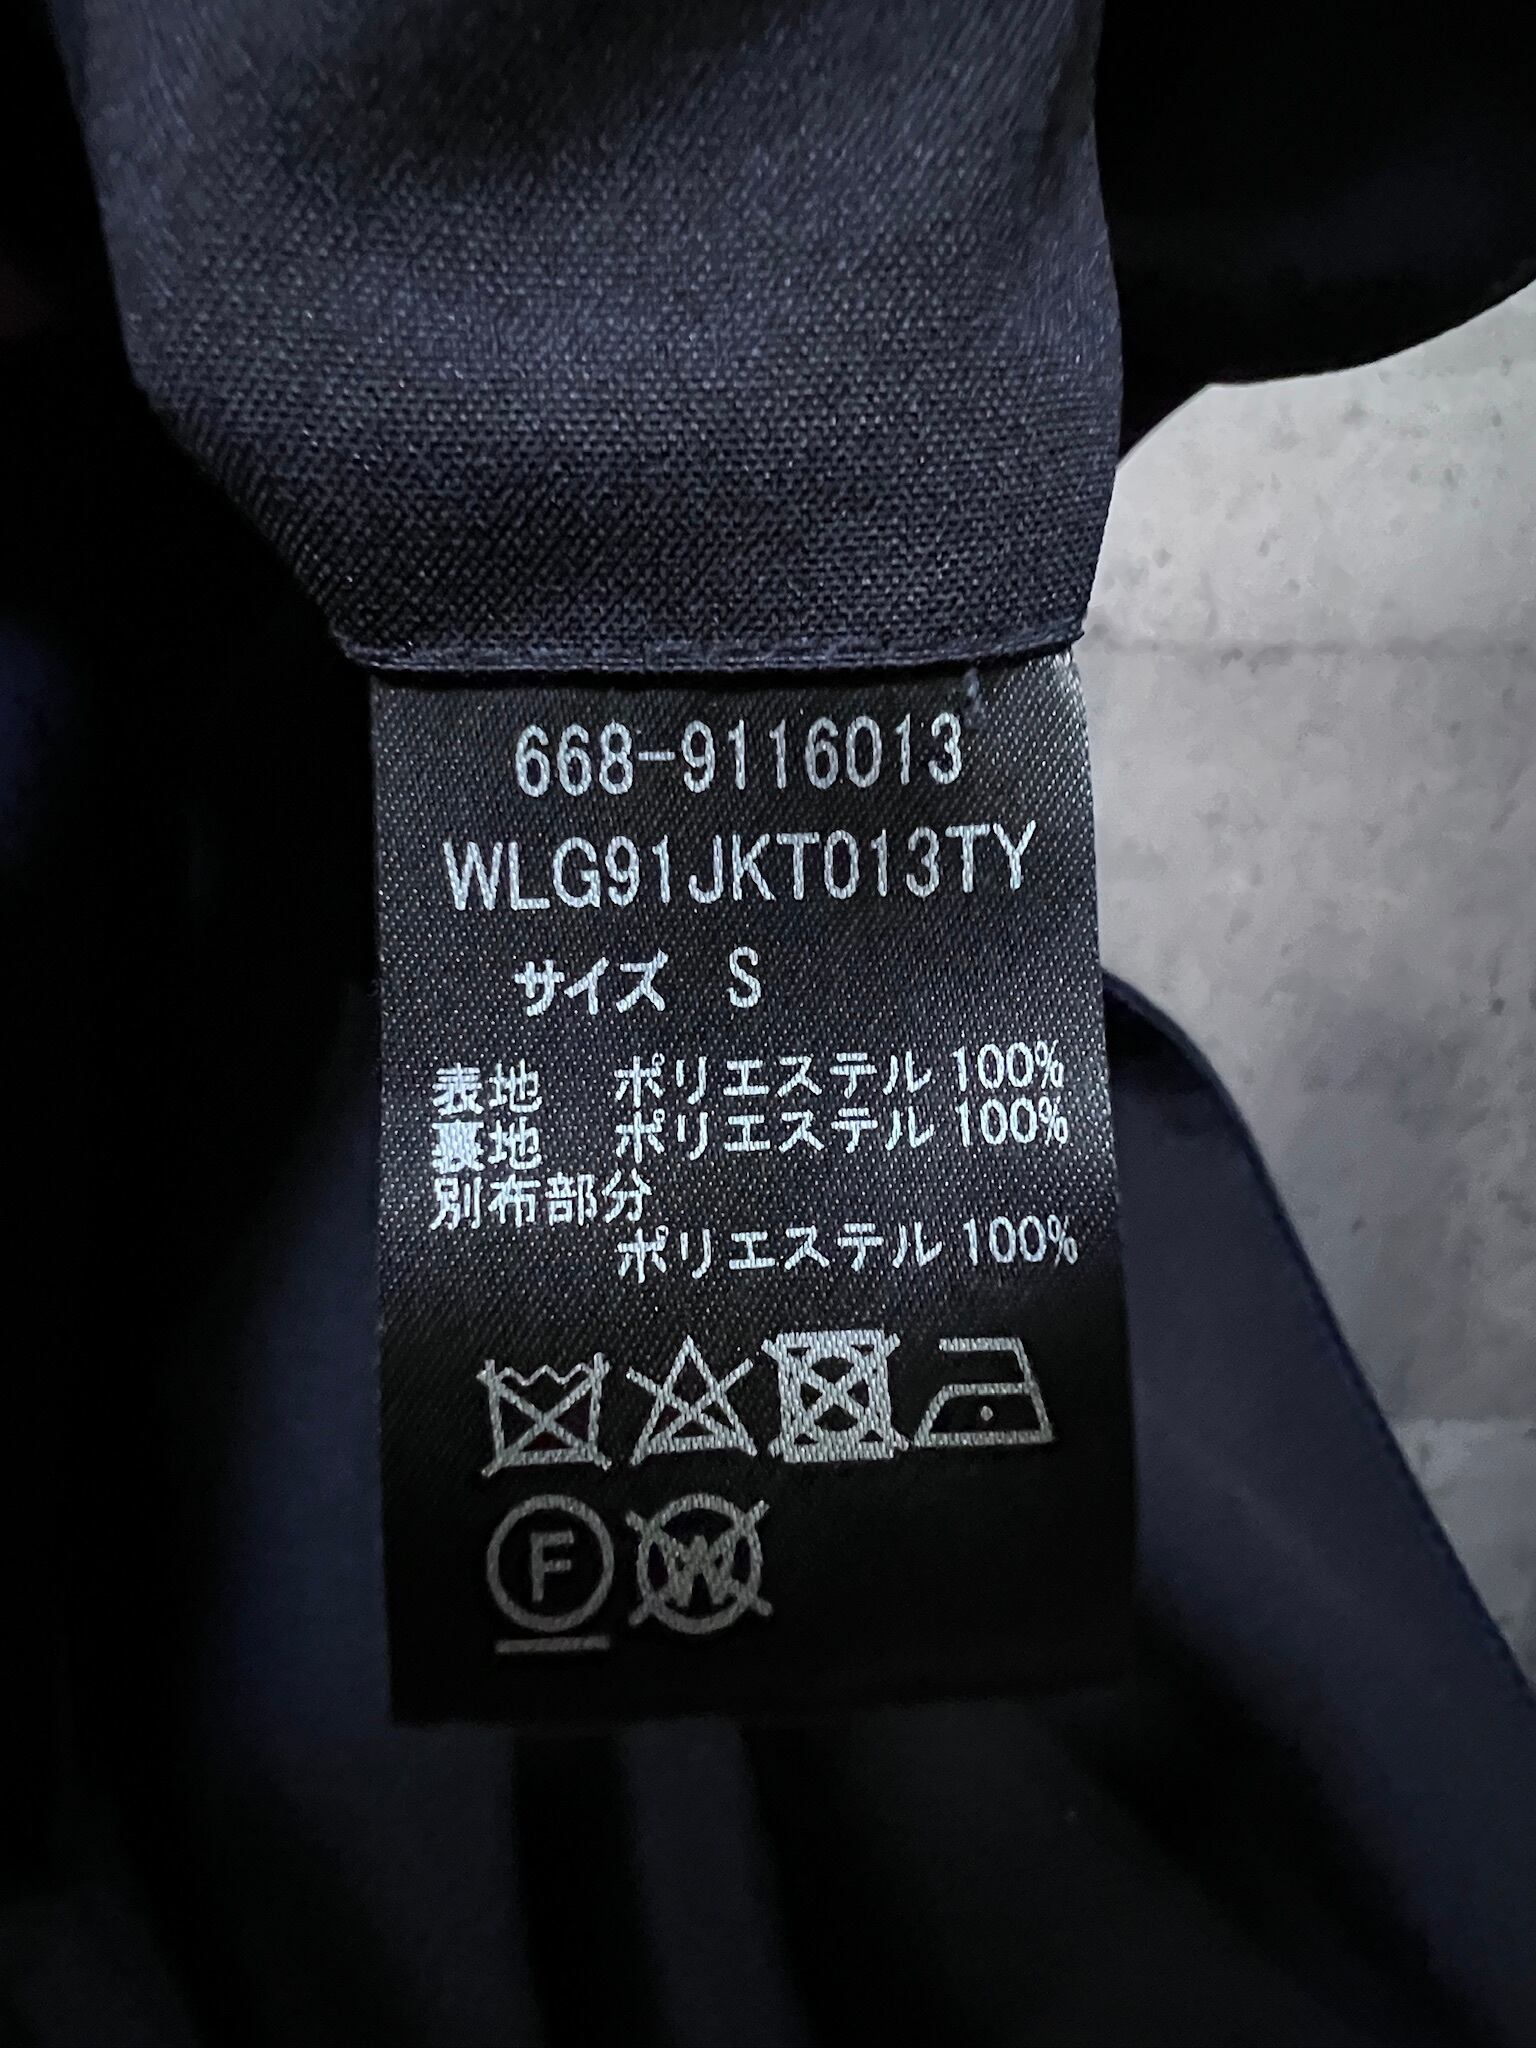 668-9116013
WLG91JKT013TY
サイズ S
表地 ポリエステル 100%
裏地 ポリエステル 100%
別布部分
ポリエステル 100%
F
W